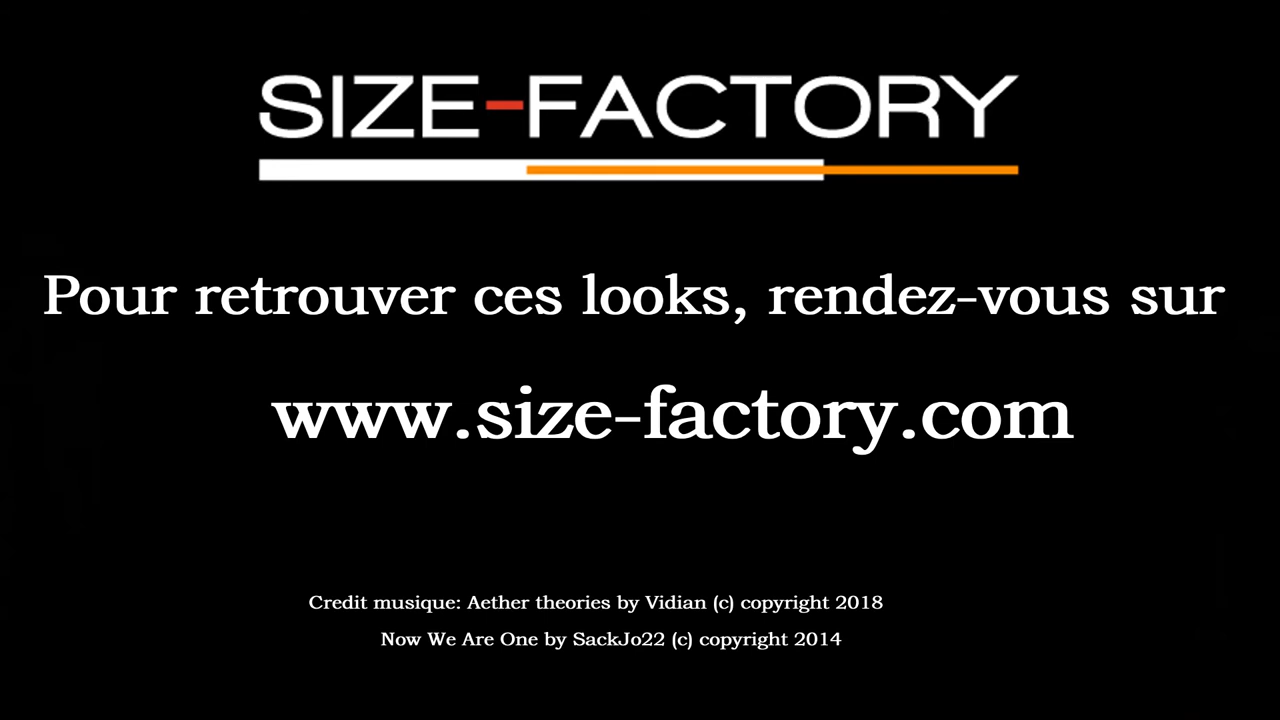 SIZE-FACTORY
Pour retrouver ces looks, rendez-vous sur
www.size-factory.com
Credit musique: Aether theories by Vidian (c) copyright 2018
Now We Are One by SackJo22 (c) copyright 2014